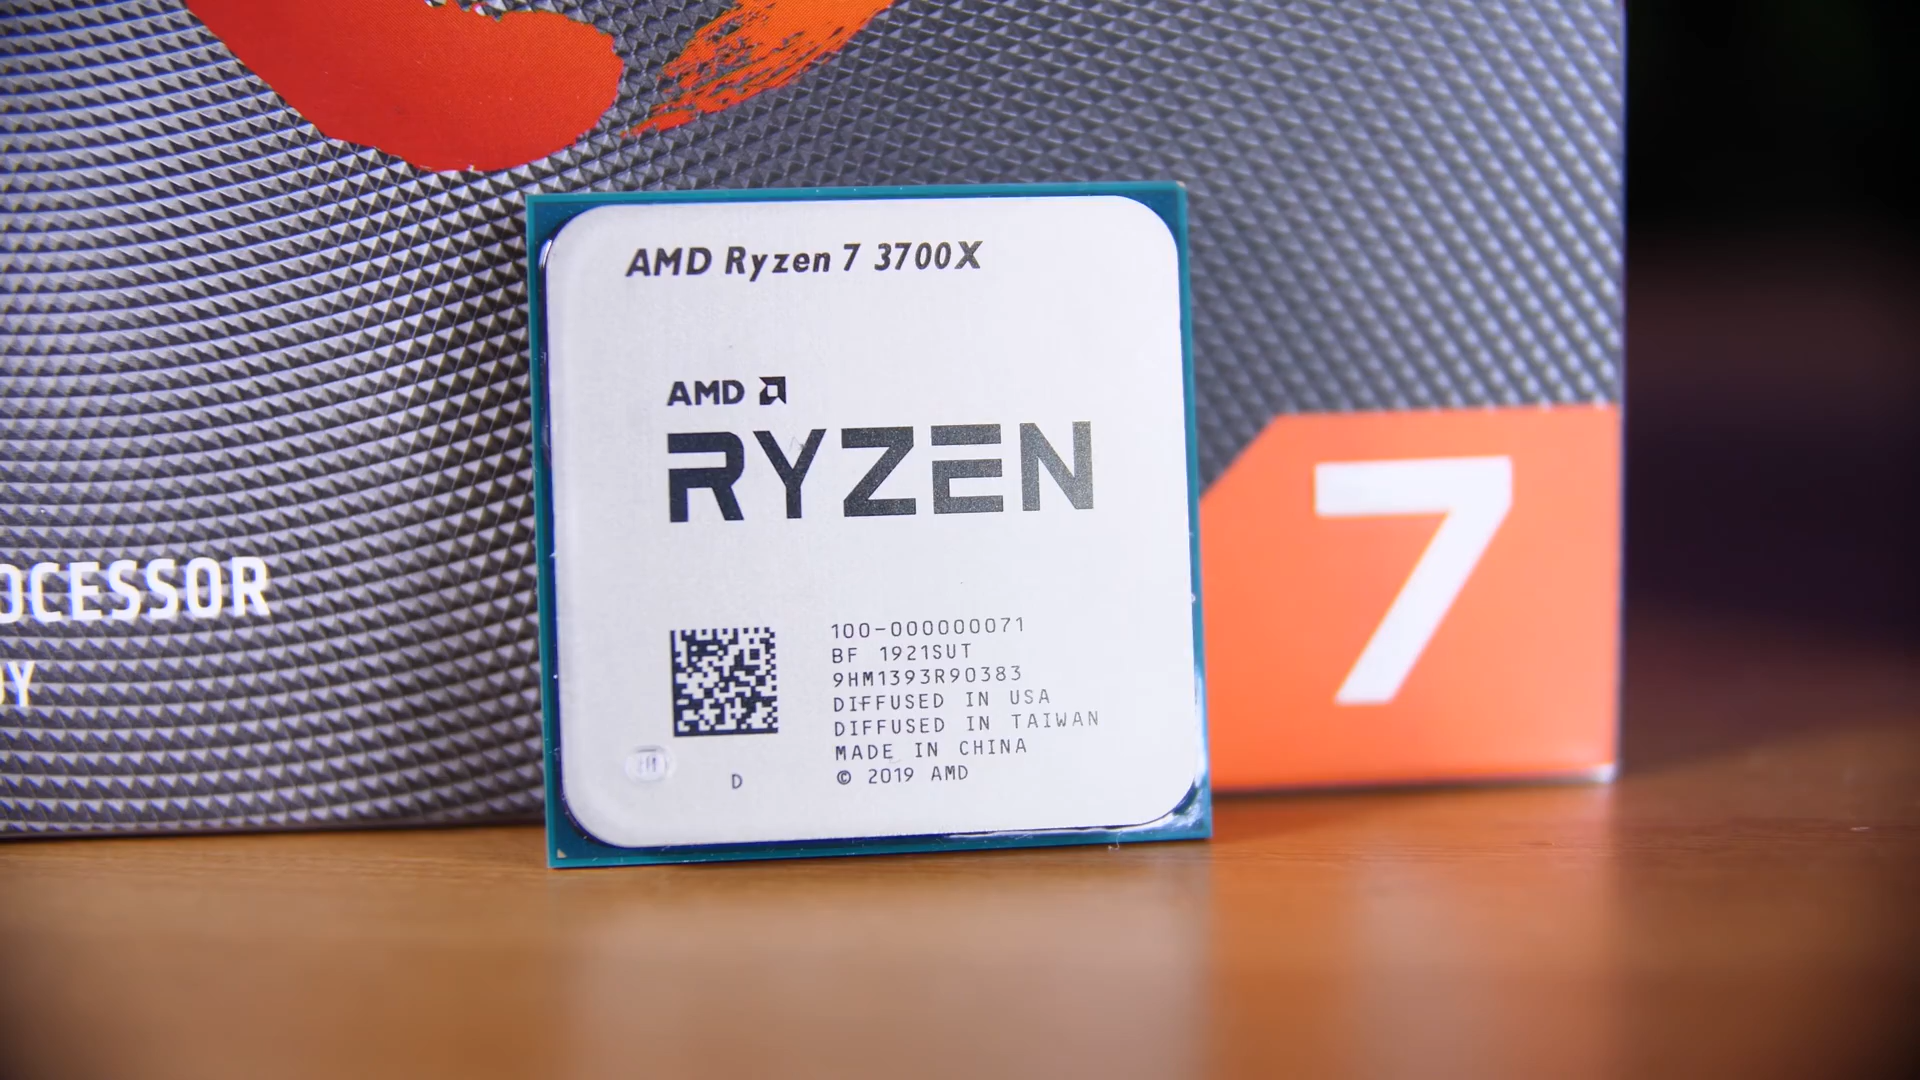 AMD Ryzen 7 3700X
AMD
RYZEN
100-000000071
BF 1921SUT
9HM1393R90383
DIFFUSED IN USA
DIFFUSED IN TAIWAN
MADE IN CHINA
© 2019 AMD
D
OCESSOR
DY
7